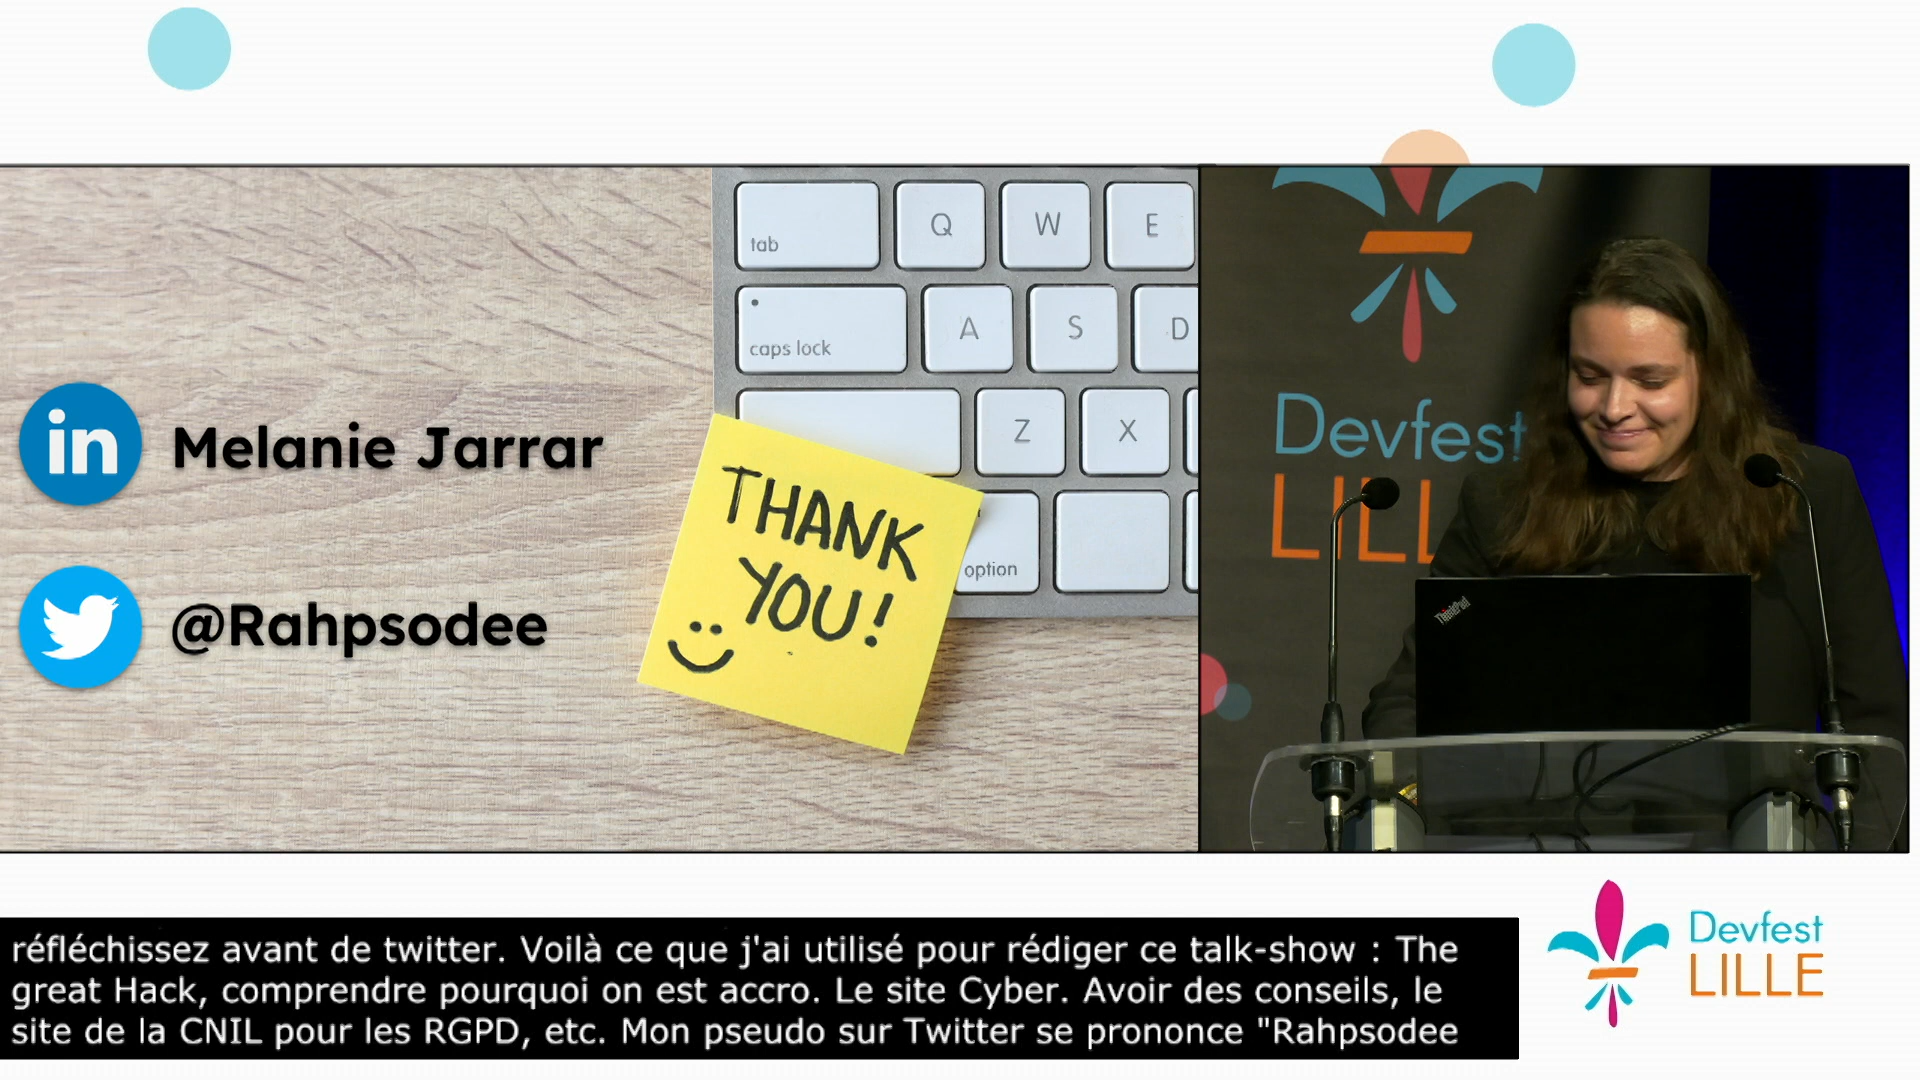 tab
Q
W
E
caps lock
A
S
D
Z
X
option
in Melanie Jarrar
@Rahpsodee
THANK
YOU!
Devfest
LILL
ThinkPad
réfléchissez avant de twitter. Voilà ce que j'ai utilisé pour rédiger ce talk-show : The
great Hack, comprendre pourquoi on est accro. Le site Cyber. Avoir des conseils, le
site de la CNIL pour les RGPD, etc. Mon pseudo sur Twitter se prononce "Rahpsodee
Devfest
LILLE